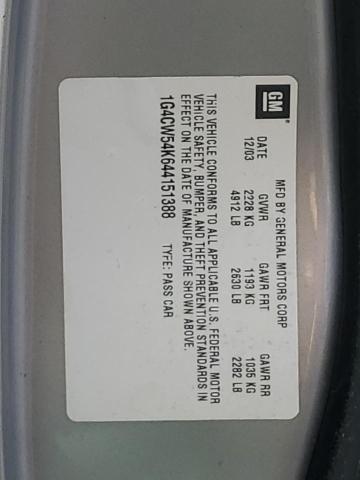 GM
MFD BY GENERAL MOTORS CORP
DATE GVWR GAWR FRT GAWR RR
12/03 2228 KG 1193 KG 1035 KG
4912 LB 2630 LB 2282 LB
THIS VEHICLE CONFORMS TO ALL APPLICABLE U.S. FEDERAL MOTOR
VEHICLE SAFETY, BUMPER, AND THEFT PREVENTION STANDARDS IN
EFFECT ON THE DATE OF MANUFACTURE SHOWN ABOVE.
1G4CW54K644151388 TYPE: PASS CAR